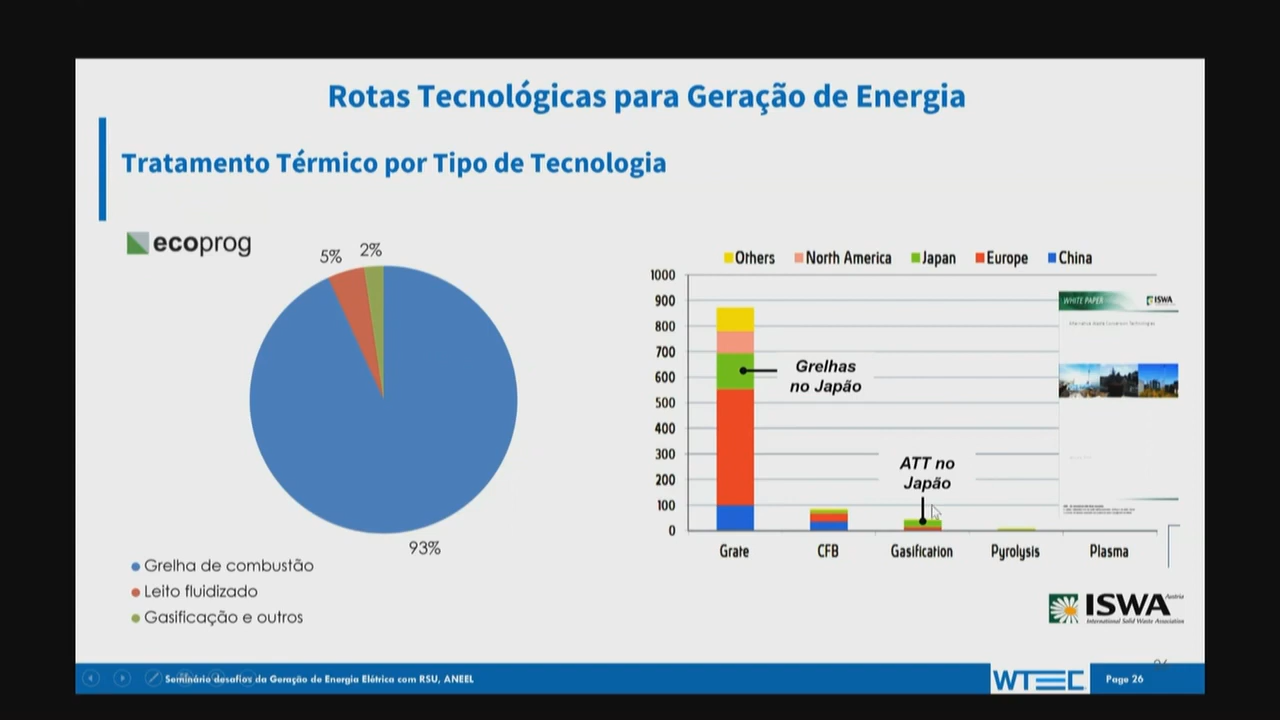 Rotas Tecnológicas para Geração de Energia
Tratamento Térmico por Tipo de Tecnologia
ecoprog
5%
2%
93%
Grelha de combustão
Leito fluidizado
Gasificação e outros
Others
North America
Japan
Europe
China
1000
900
800
700
600
500
400
300
200
100
0
Grelhas
no Japão
ATT no
Japão
WHITE PAPER
ISWA
Grate
CFB
Gasification
Pyrolysis
Plasma
ISWA
International Solid Waste Association
Seminário desafios da Geração de Energia Elétrica com RSU, ANEEL
WTEC
Page 26